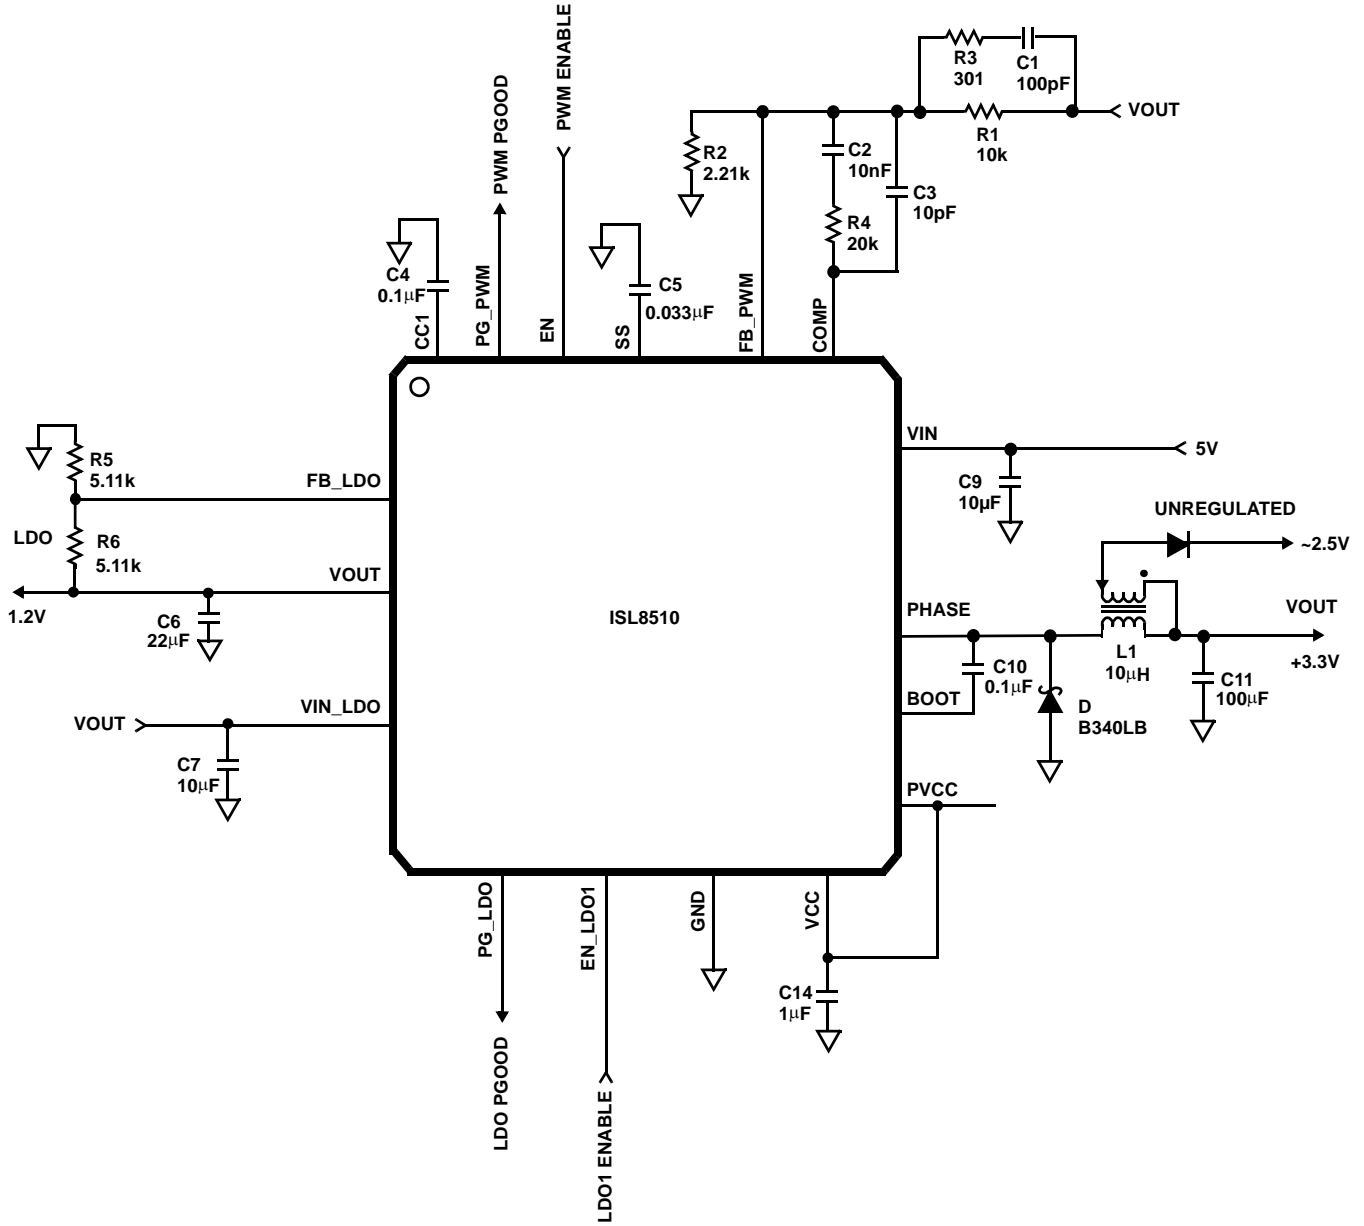 PWM ENABLE
PWM PGOOD
R3
301
C1
100pF
VOUT
R1
10k
R2
2.21k
C2
10nF
C3
10pF
R4
20k
C4
0.1µF
CC1
PG_PWM
EN
C5
0.033µF
SS
FB_PWM
COMP
R5
5.11k
FB_LDO
LDO
R6
5.11k
VOUT
1.2V
C6
22µF
VIN_LDO
VOUT
C7
10µF
ISL8510
VIN
5V
C9
10µF
UNREGULATED
~2.5V
PHASE
VOUT
L1
10µH
+3.3V
C10
0.1µF
C11
100µF
BOOT
D
B340LB
PVCC
PG_LDO
EN_LDO1
GND
VCC
C14
1µF
LDO PGOOD
LDO1 ENABLE